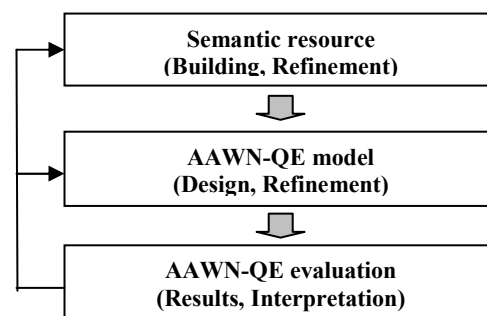 Semantic resource
(Building, Refinement)
AAWN-QE model
(Design, Refinement)
AAWN-QE evaluation
(Results, Interpretation)